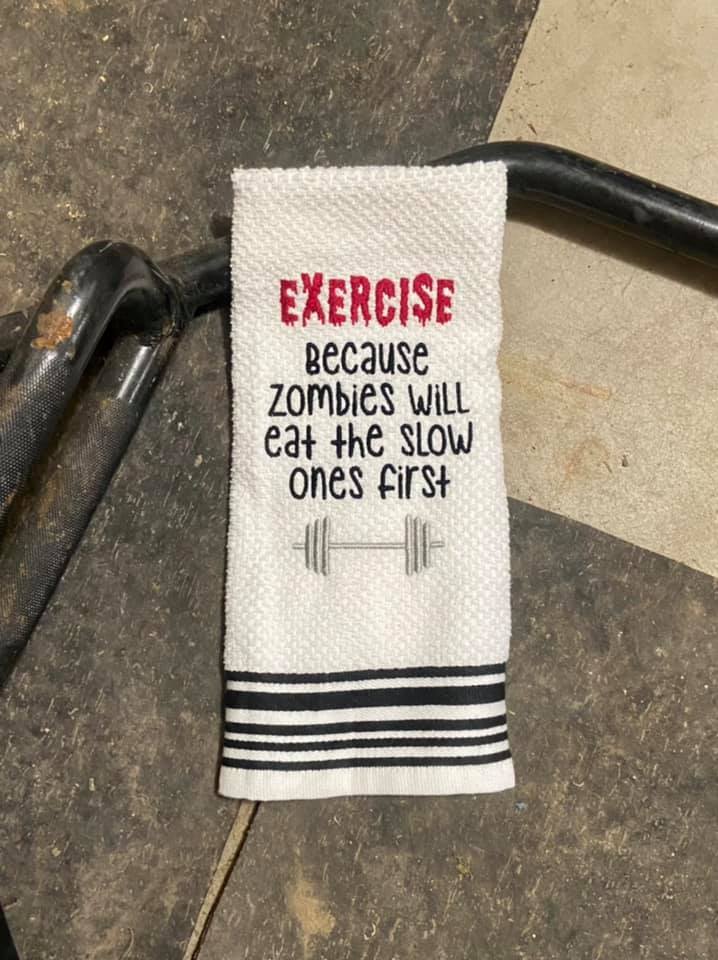 EXERCISE
Because
zombies will
eat the slow
ones first